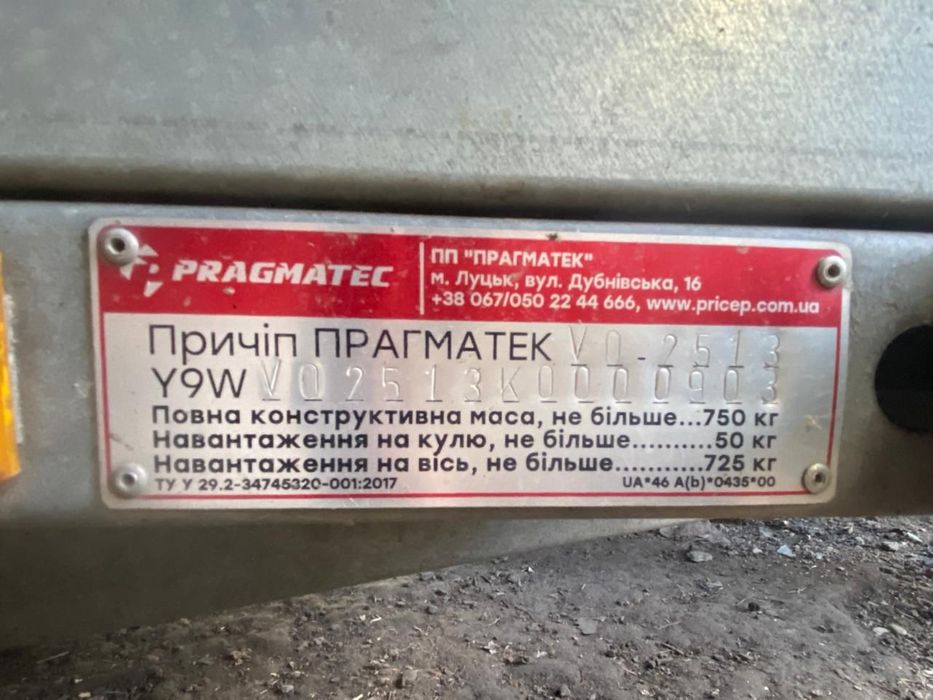 PRAGMATEC
ПП "ПРАГМАТЕК"
м. Луцьк, вул. Дубнівська, 16
+38 067/050 22 44 666, www.pricep.com.ua
Причіп ПРАГМАТЕК V0-2513
Y9W V02513K0000903
Повна конструктивна маса, не більше...750 кг
Навантаження на кулю, не більше..........50 кг
Навантаження на вісь, не більше...........725 кг
ТУ У 29.2-34745320-001:2017
UA*46 A(b)*0435*00